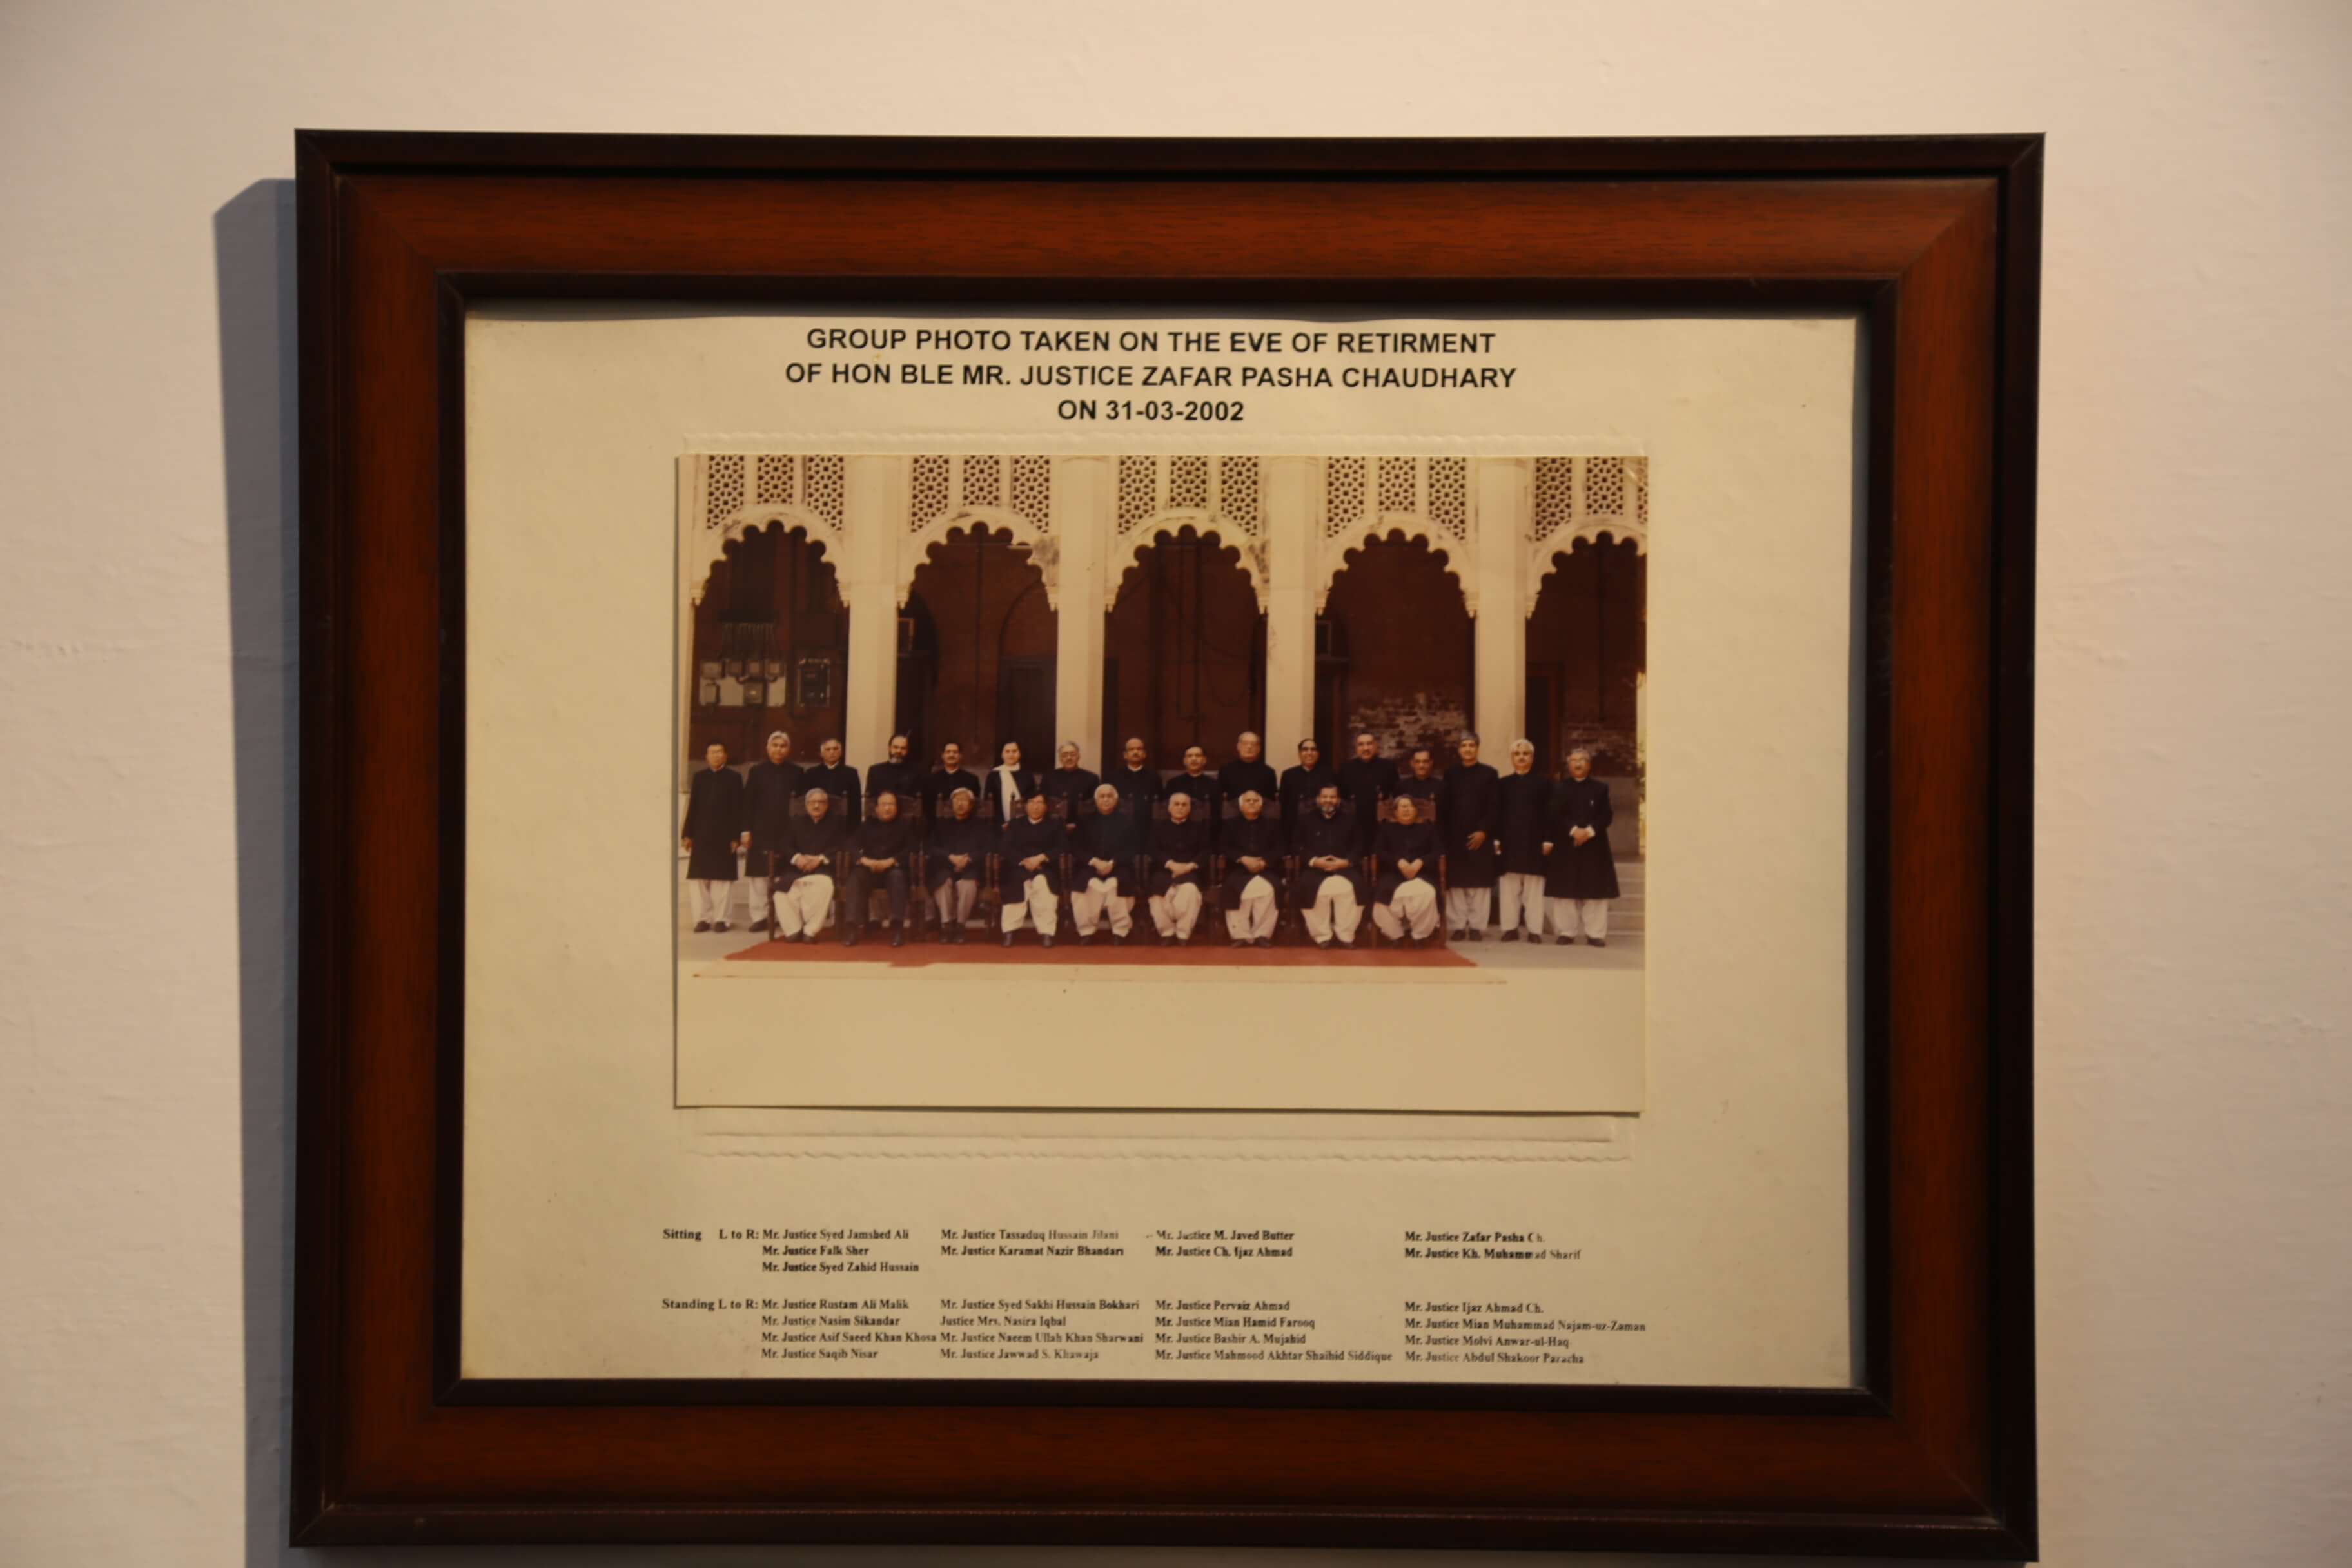 GROUP PHOTO TAKEN ON THE EVE OF RETIRMENT
OF HON BLE MR. JUSTICE ZAFAR PASHA CHAUDHARY
ON 31-03-2002
Sitting L to R: Mr. Justice Syed Jamshed Ali Mr. Justice Tassaduq Hussain Jilani Mr. Justice M. Javed Butter Mr. Justice Zafar Pasha Ch.
Mr. Justice Falk Sher Mr. Justice Karamat Nazir Bhandari Mr. Justice Ch. Ijaz Ahmad Mr. Justice Kh. Muhammad Sharif
Mr. Justice Syed Zahid Hussain
Standing L to R: Mr. Justice Rustam Ali Malik Mr. Justice Syed Sakhi Hussain Bokhari Mr. Justice Pervaiz Ahmad Mr. Justice Ijaz Ahmad Ch.
Mr. Justice Nasim Sikandar Justice Mrs. Nasira Iqbal Mr. Justice Mian Hamid Farooq Mr. Justice Mian Muhammad Najam-uz-Zaman
Mr. Justice Asif Saeed Khan Khosa Mr. Justice Naeem Ullah Khan Sharwani Mr. Justice Bashir A. Mujahid Mr. Justice Molvi Anwar-ul-Haq
Mr. Justice Saqib Nisar Mr. Justice Jawwad S. Khawaja Mr. Justice Mahmood Akhtar Shaihid Siddique Mr. Justice Abdul Shakoor Paracha